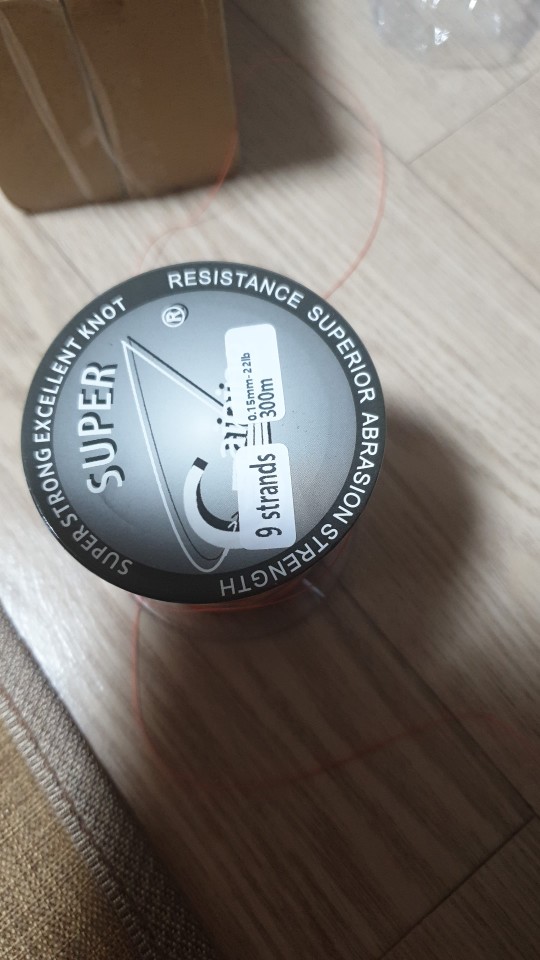 SUPER STRONG EXCELLENT KNOT RESISTANCE SUPERIOR ABRASION STRENGTH
SUPER
®
0.15mm-22lb
300m
9 strands